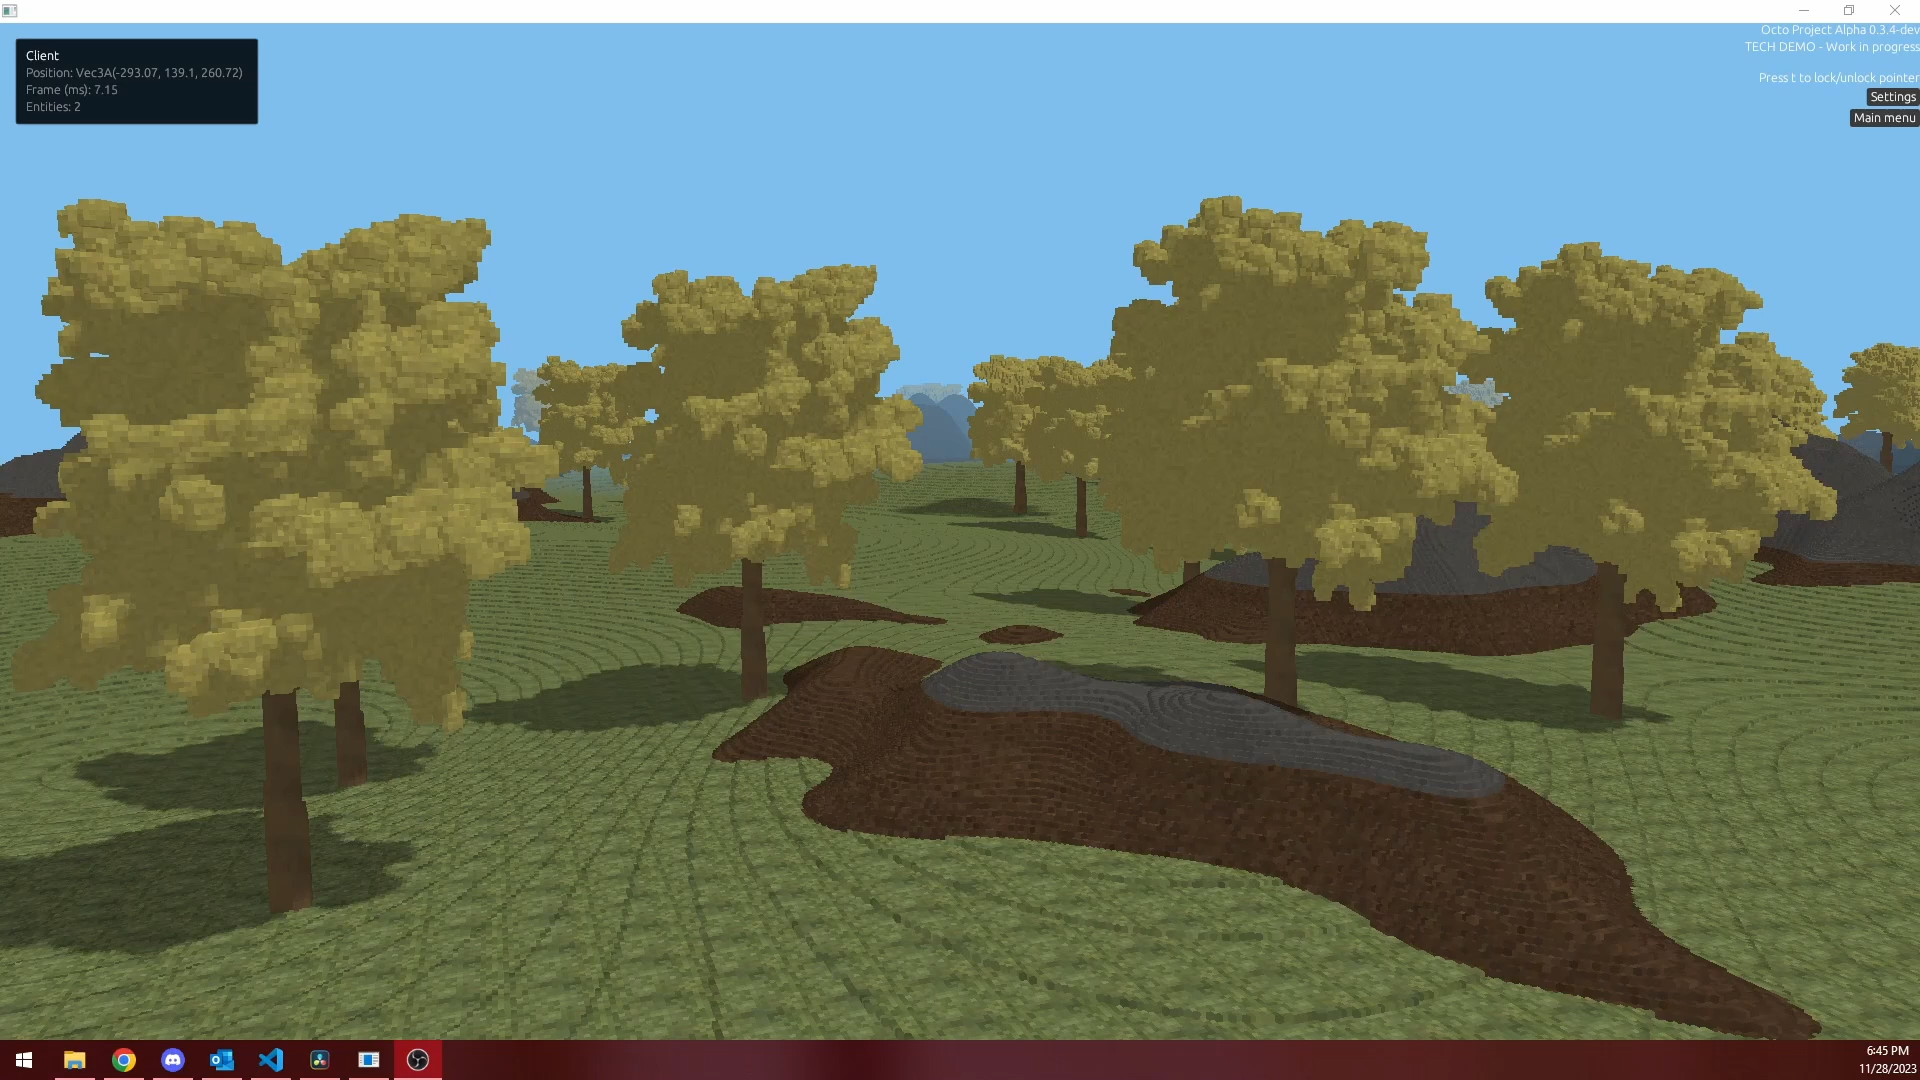 Client
Position: Vec3A(-293.07, 139.1, 260.72)
Frame (ms): 7.15
Entities: 2
Octo Project Alpha 0.3.4-dev
TECH DEMO - Work in progress
Press t to lock/unlock pointer
Settings
Main menu
6:45 PM
11/28/2023